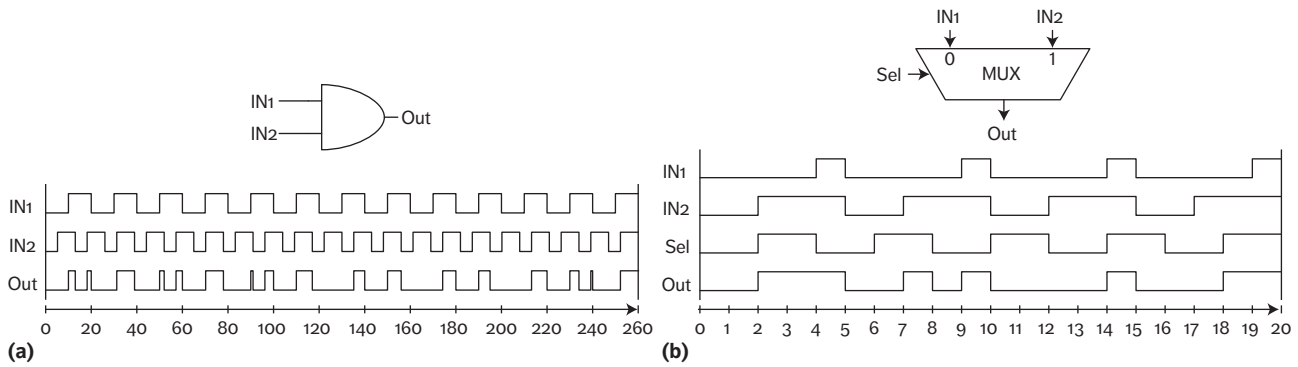 IN1
IN2
Out
IN1
IN2
Out
0 20 40 60 80 100 120 140 160 180 200 220 240 260
(a)
IN1 IN2
0 1
Sel MUX
Out
IN1
IN2
Sel
Out
0 1 2 3 4 5 6 7 8 9 10 11 12 13 14 15 16 17 18 19 20
(b)